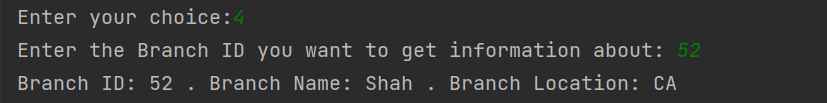 Enter your choice:4
Enter the Branch ID you want to get information about: 52
Branch ID: 52 . Branch Name: Shah . Branch Location: CA